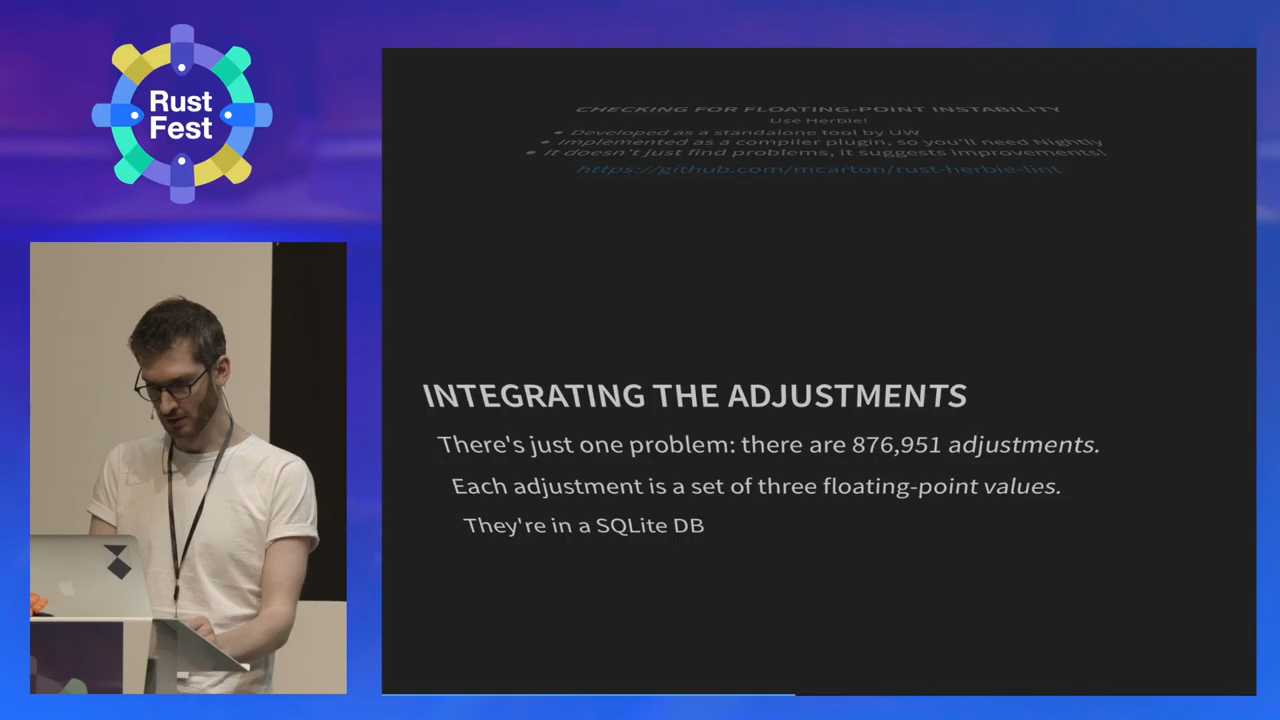 Rust
Fest
CHECKING FOR FLOATING-POINT INSTABILITY
Use Herbie!
• Developed as a standalone tool by UW
• Implemented as a compiler plugin, so you'll need Nightly
• It doesn't just find problems, it suggests improvements!
https://github.com/mcarton/rust-herbie-lint
INTEGRATING THE ADJUSTMENTS
There's just one problem: there are 876,951 adjustments.
Each adjustment is a set of three floating-point values.
They're in a SQLite DB